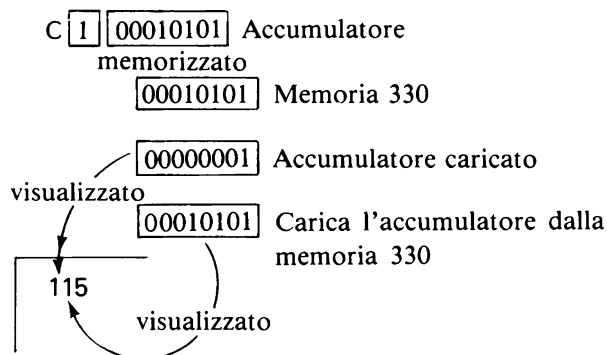 C 1 00010101 Accumulatore
memorizzato
00010101 Memoria 330
00000001 Accumulatore caricato
visualizzato
00010101 Carica l'accumulatore dalla
memoria 330
115
visualizzato